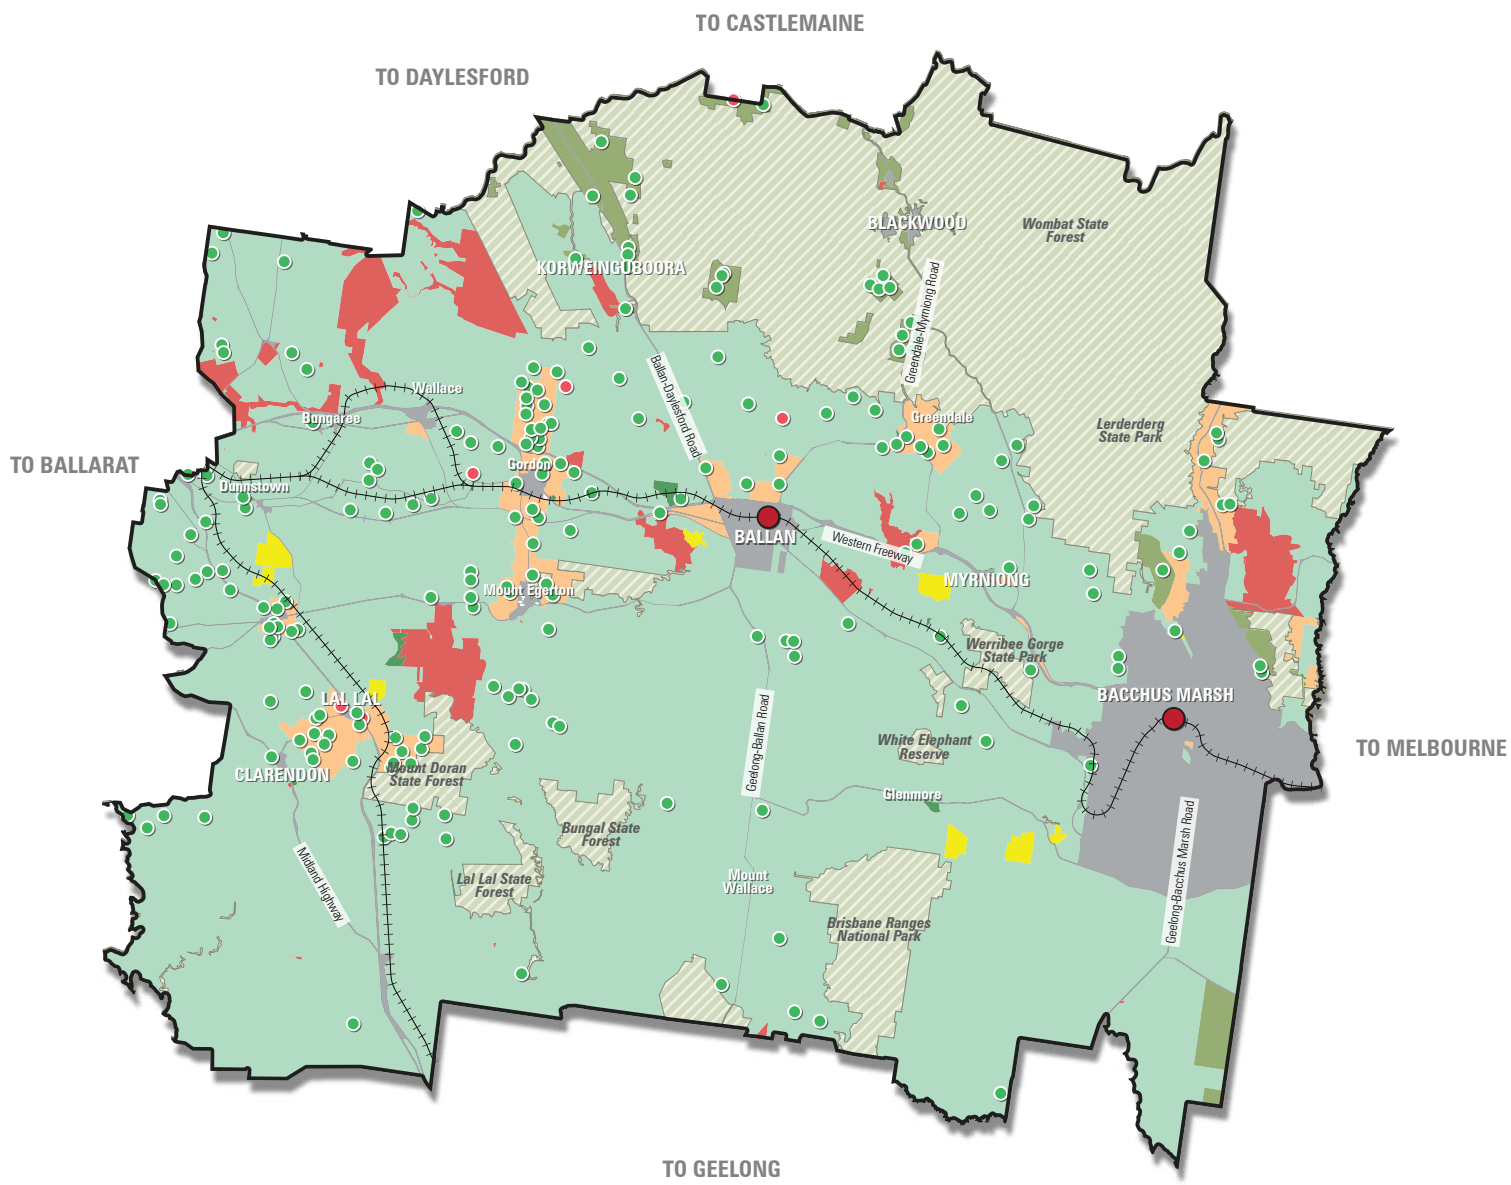 TO CASTLEMAINE
TO DAYLESFORD
BLACKWOOD
Wombat State
Forest
KORWEINGUBOORA
Greendale-Myrniong Road
Ballan-Daylesford Road
Wallace
Bungaree
Greendale
Lerderderg
State Park
TO BALLARAT
Gordon
Dunnstown
BALLAN
Western Freeway
MYRNIONG
Mount Egerton
Werribee Gorge
State Park
LAL LAL
BACCHUS MARSH
Geelong-Ballan Road
White Elephant
Reserve
TO MELBOURNE
CLARENDON
Mount Doran
State Forest
Glenmore
Bungal State
Forest
Geelong-Bacchus Marsh Road
Midland Highway
Lal Lal State
Forest
Mount
Wallace
Brisbane Ranges
National Park
TO GEELONG